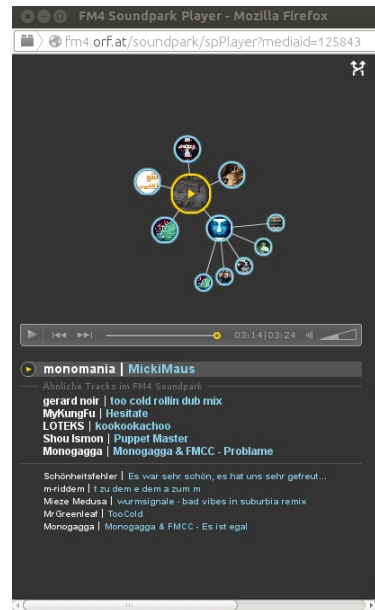 FM4 Soundpark Player - Mozilla Firefox
fm4.orf.at/soundpark/spPlayer?mediaid=125843
03:14|03:24
monomania | MickiMaus
Ähnliche Tracks im FM4 Soundpark
gerard noir | too cold rollin dub mix
MyKungFu | Hesitate
LOTEKS | kookookachoo
Shou Ismon | Puppet Master
Monogagga | Monogagga & FMCC - Problame
Schönheitsfehler | Es war sehr schön, es hat uns sehr gefreut...
m-riddem | t zu dem e dem a zum m
Mieze Medusa | wurmsignale - bad vibes in suburbia remix
MrGreenleaf | TooCold
Monogagga | Monogagga & FMCC - Es ist egal